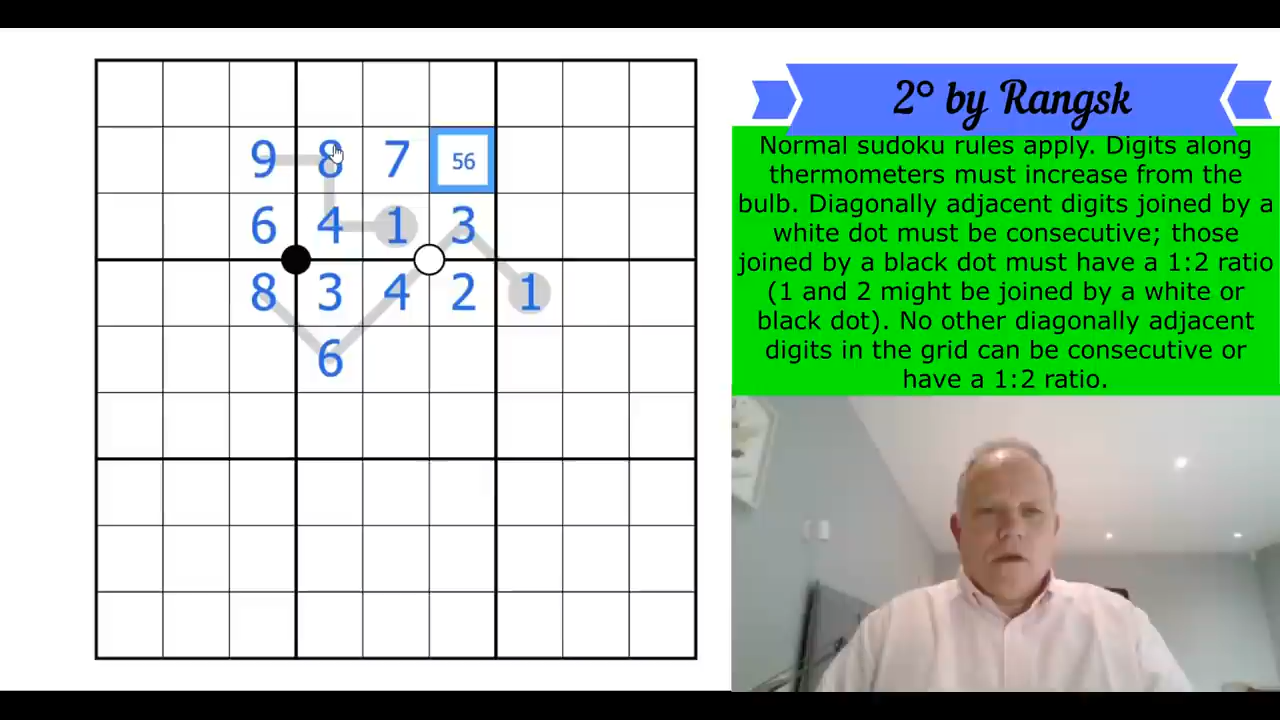 2° by Rangsk
Normal sudoku rules apply. Digits along
thermometers must increase from the
bulb. Diagonally adjacent digits joined by a
white dot must be consecutive; those
joined by a black dot must have a 1:2 ratio
(1 and 2 might be joined by a white or
black dot). No other diagonally adjacent
digits in the grid can be consecutive or
have a 1:2 ratio.
9 8 7 56
6 4 1 3
8 3 4 2 1
6